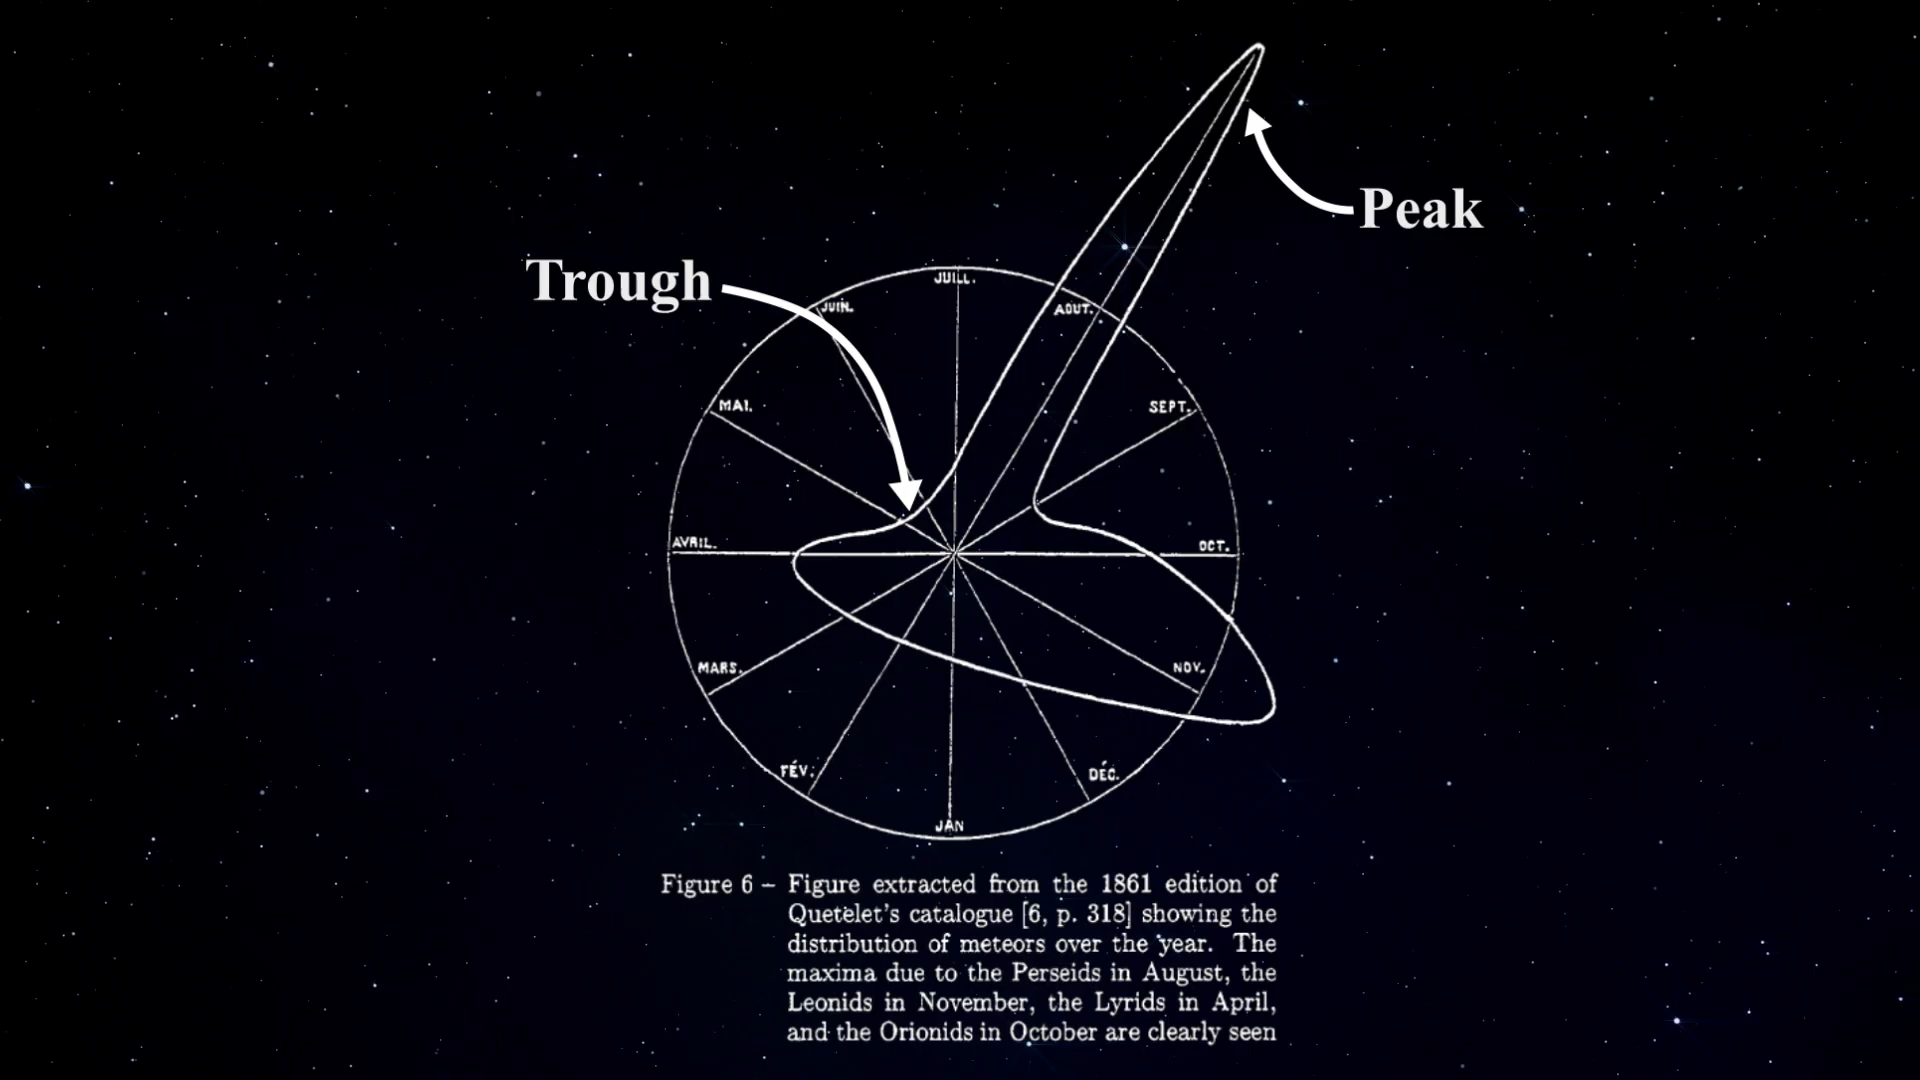 Peak
Trough
JUILL.
JUIN.
AOUT.
MAI.
SEPT.
AVRIL.
OCT.
MARS.
NOV.
FÉV.
DÉC.
JAN
Figure 6 – Figure extracted from the 1861 edition of
Quetelet's catalogue [6, p. 318] showing the
distribution of meteors over the year. The
maxima due to the Perseids in August, the
Leonids in November, the Lyrids in April,
and the Orionids in October are clearly seen